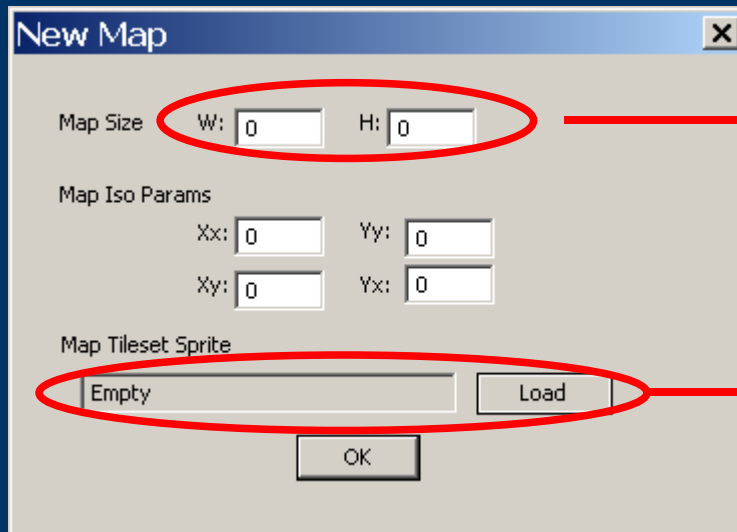 New Map
Map Size W: 0 H: 0
Map Iso Params
Xx: 0 Yy: 0
Xy: 0 Yx: 0
Map Tileset Sprite
Empty Load
OK